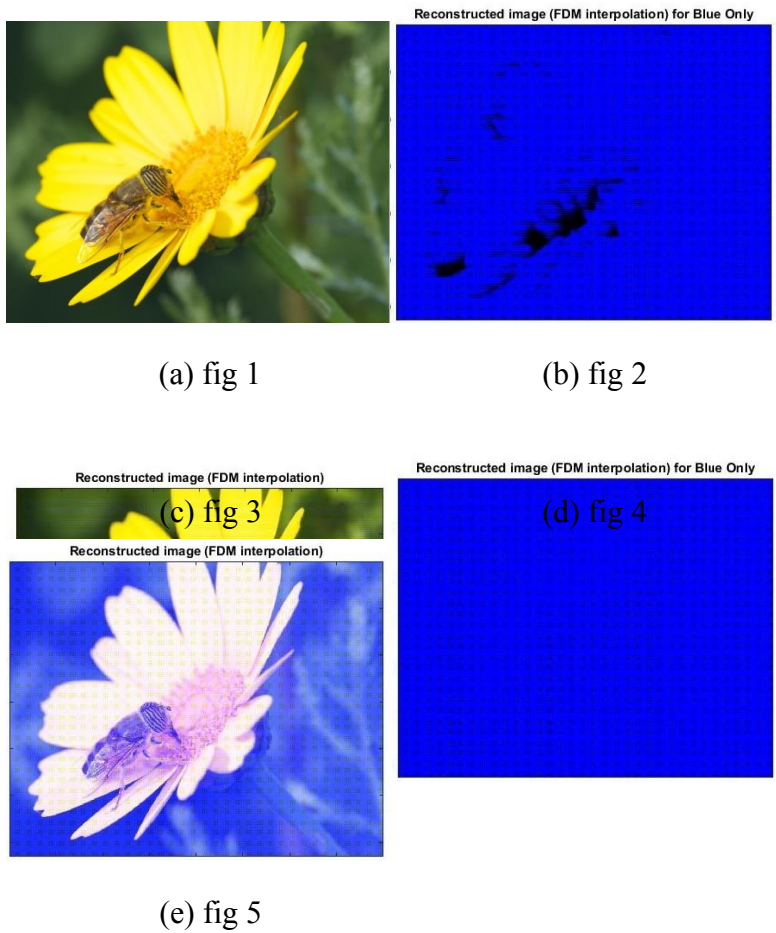 Reconstructed image (FDM interpolation) for Blue Only
(a) fig 1
(b) fig 2
Reconstructed image (FDM interpolation)
Reconstructed image (FDM interpolation) for Blue Only
(c) fig 3
(d) fig 4
Reconstructed image (FDM interpolation)
(e) fig 5